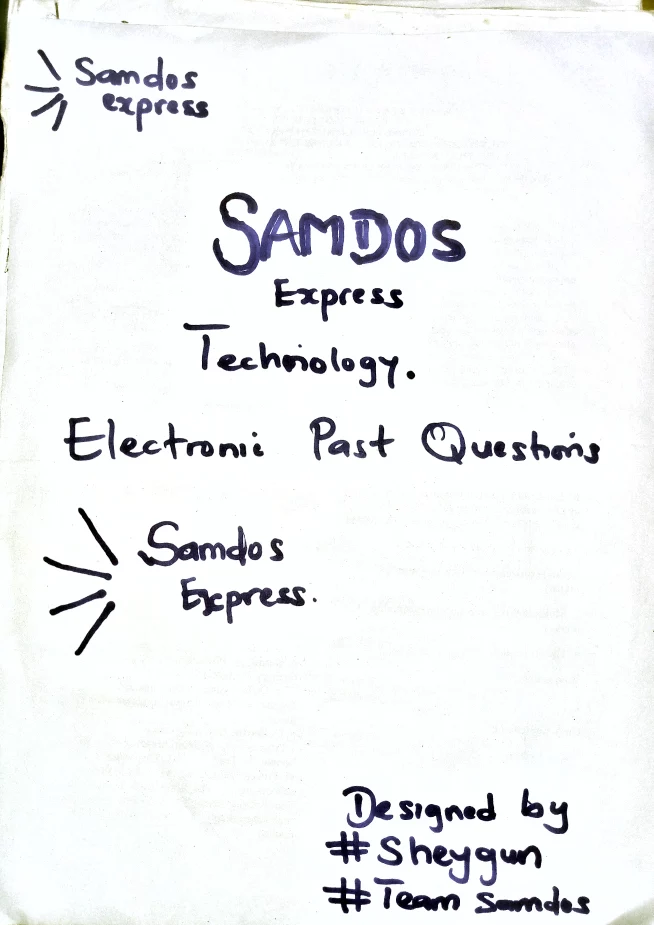 Samdos
express
SAMDOS
Express
Technology.
Electronic Past Questions
Samdos
Express.
Designed by
#Sheygun
#Team samdos